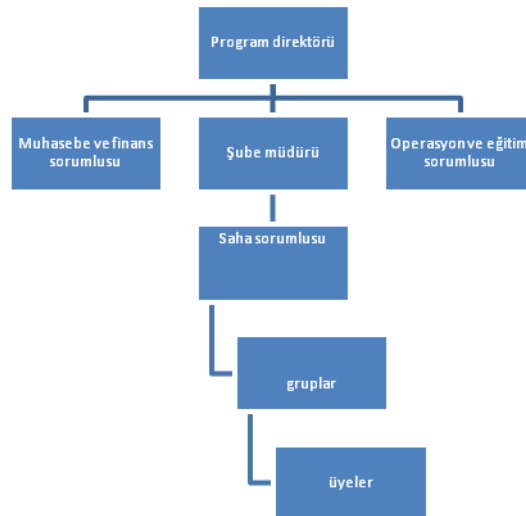 Program direktörü
Muhasebe ve finans
sorumlusu
Şube müdürü
Operasyon ve eğitim
sorumlusu
Saha sorumlusu
gruplar
üyeler